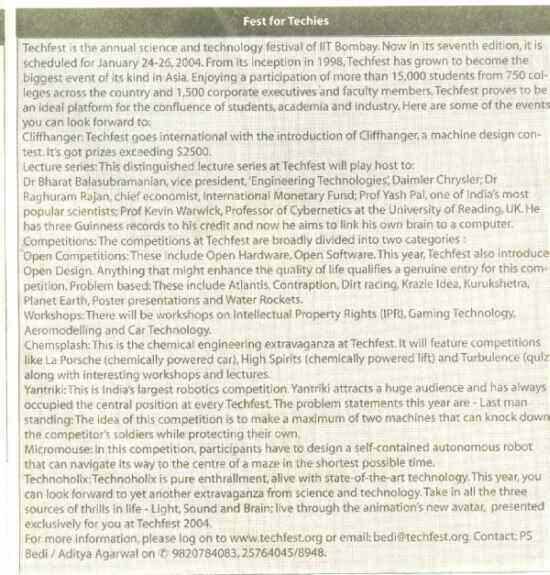 Fest for Techies
Techfest is the annual science and technology festival of IIT Bombay. Now in its seventh edition, it is
scheduled for January 24-26, 2004. From its inception in 1998, Techfest has grown to become the
biggest event of its kind in Asia. Enjoying a participation of more than 15,000 students from 750 col-
leges across the country and 1,500 corporate executives and faculty members, Techfest proves to be
an ideal platform for the confluence of students, academia and industry. Here are some of the events
you can look forward to:
Cliffhanger: Techfest goes international with the introduction of Cliffhanger, a machine design con-
test. It's got prizes exceeding $2500.
Lecture series: This distinguished lecture series at Techfest will play host to:
Dr Bharat Balasubramanian, vice president, 'Engineering Technologies', Daimler Chrysler; Dr
Raghuram Rajan, chief economist, International Monetary Fund; Prof Yash Pal, one of India's most
popular scientists; Prof Kevin Warwick, Professor of Cybernetics at the University of Reading, UK. He
has three Guinness records to his credit and now he aims to link his own brain to a computer.
Competitions: The competitions at Techfest are broadly divided into two categories :
Open Competitions: These include Open Hardware, Open Software. This year, Techfest also introduce
Open Design. Anything that might enhance the quality of life qualifies a genuine entry for this com-
petition. Problem based: These include Atlantis, Contraption, Dirt racing, Krazie Idea, Kurukshetra,
Planet Earth, Poster presentations and Water Rockets.
Workshops: There will be workshops on Intellectual Property Rights (IPR), Gaming Technology,
Aeromodelling and Car Technology.
Chemsplash: This is the chemical engineering extravaganza at Techfest. It will feature competitions
like La Porsche (chemically powered car), High Spirits (chemically powered lift) and Turbulence (quiz
along with interesting workshops and lectures.
Yantriki: This is India's largest robotics competition. Yantriki attracts a huge audience and has always
occupied the central position at every Techfest. The problem statements this year are - Last man
standing: The idea of this competition is to make a maximum of two machines that can knock down
the competitor's soldiers while protecting their own.
Micromouse: In this competition, participants have to design a self-contained autonomous robot
that can navigate its way to the centre of a maze in the shortest possible time.
Technoholix: Technoholix is pure enthrallment, alive with state-of-the-art technology. This year, you
can look forward to yet another extravaganza from science and technology. Take in all the three
sources of thrills in life - Light, Sound and Brain; live through the animation's new avatar, presented
exclusively for you at Techfest 2004.
For more information, please log on to www.techfest.org or email: bedi@techfest.org. Contact: PS
Bedi / Aditya Agarwal on ✆ 9820784083, 25764045/8948.